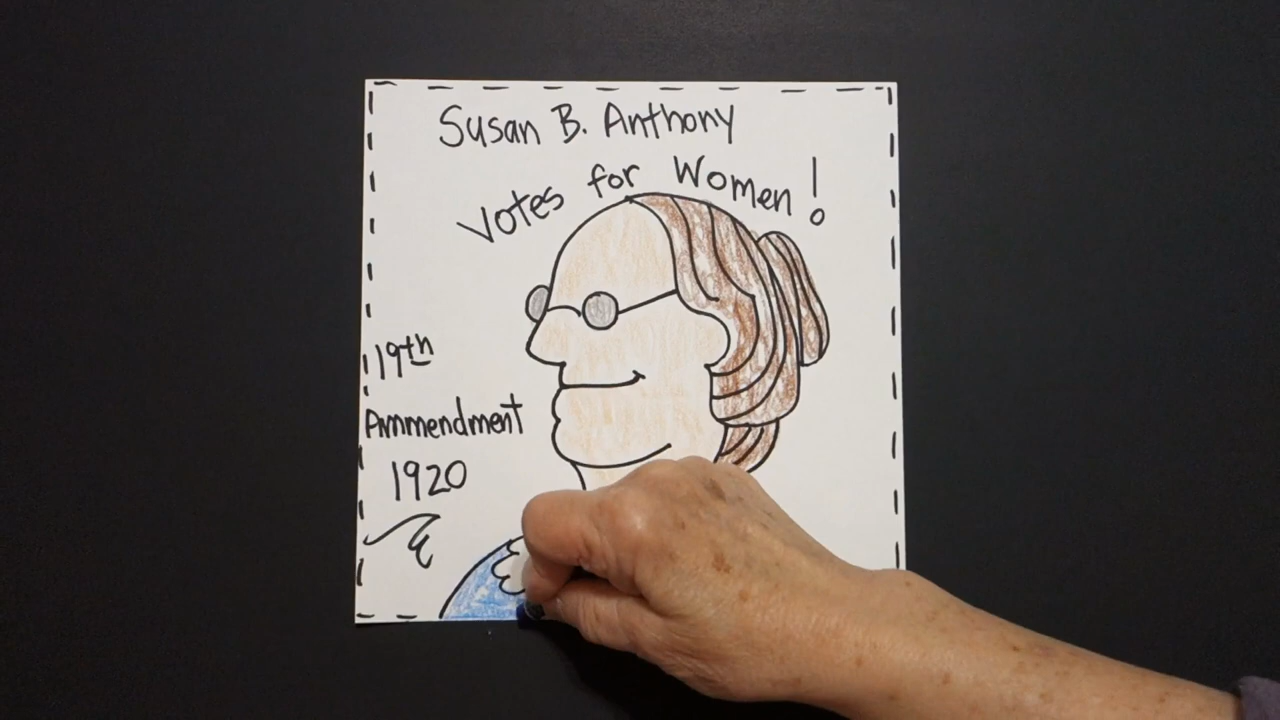 Susan B. Anthony
Votes for Women!
19th
Ammendment
1920